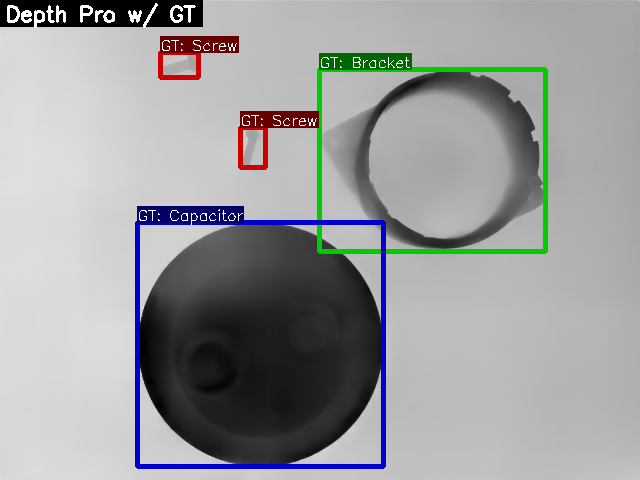 Depth Pro w/ GT
GT: Screw
GT: Bracket
GT: Screw
GT: Capacitor